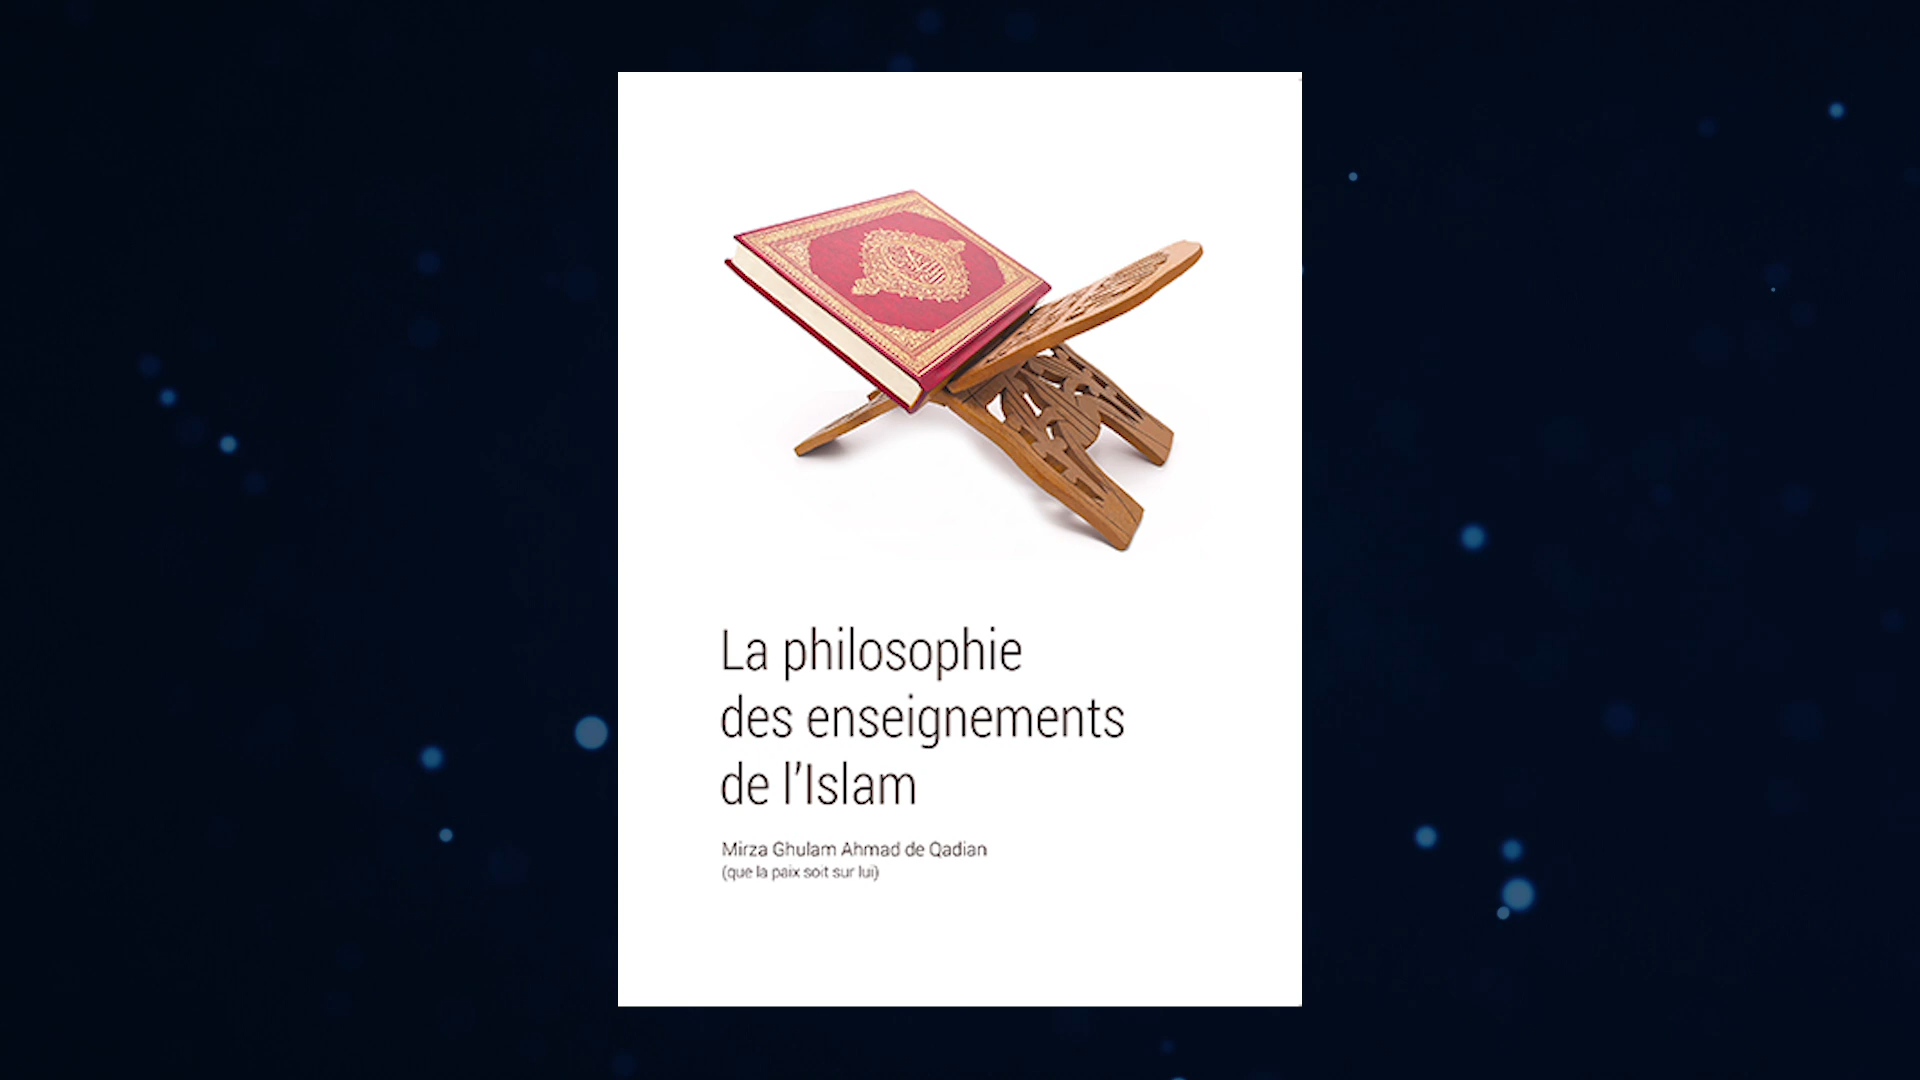 La philosophie
des enseignements
de l'Islam
Mirza Ghulam Ahmad de Qadian
(que la paix soit sur lui)